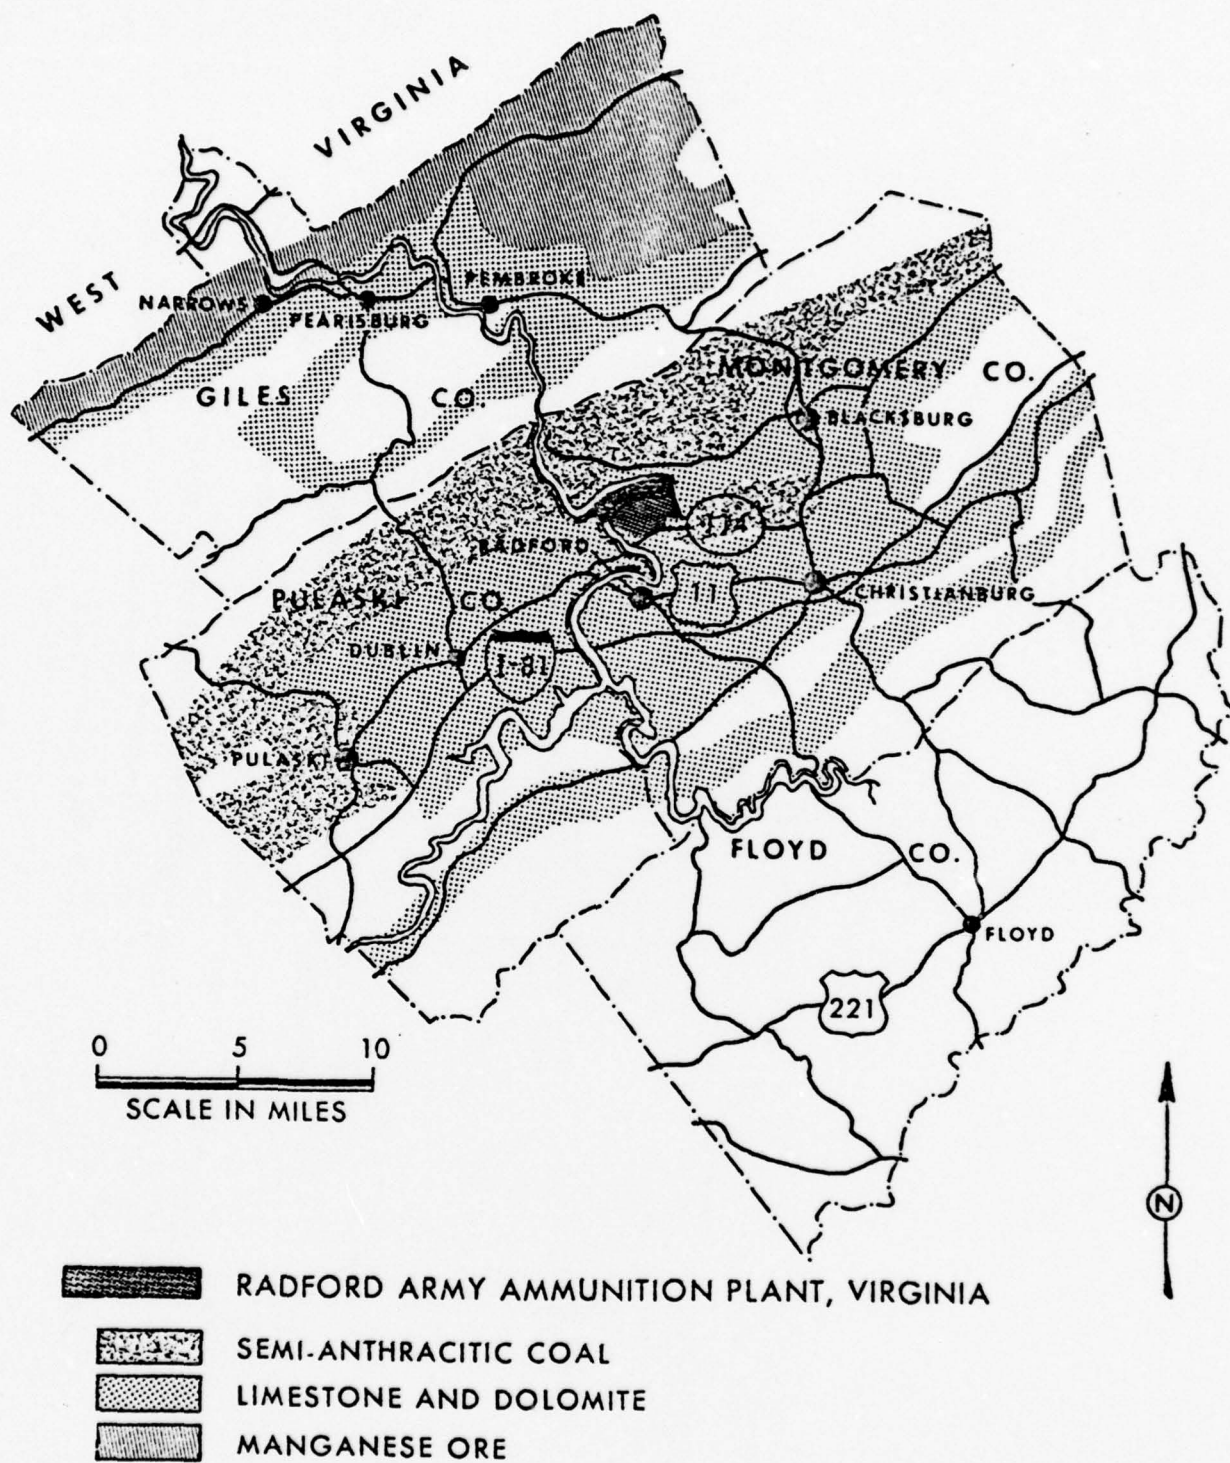 WEST VIRGINIA
NARROWS
PEARISBURG
PEMBROKE
GILES CO.
MONTGOMERY CO.
BLACKSBURG
174
RADFORD
11
CHRISTIANBURG
PULASKI CO.
DUBLIN
I-81
PULASKI
FLOYD CO.
FLOYD
221
0 5 10
SCALE IN MILES
N
RADFORD ARMY AMMUNITION PLANT, VIRGINIA
SEMI-ANTHRACITIC COAL
LIMESTONE AND DOLOMITE
MANGANESE ORE